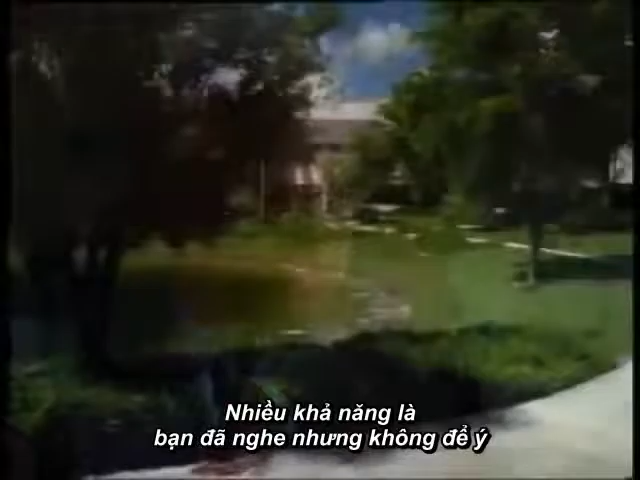 Nhiều khả năng là
bạn đã nghe nhưng không để ý